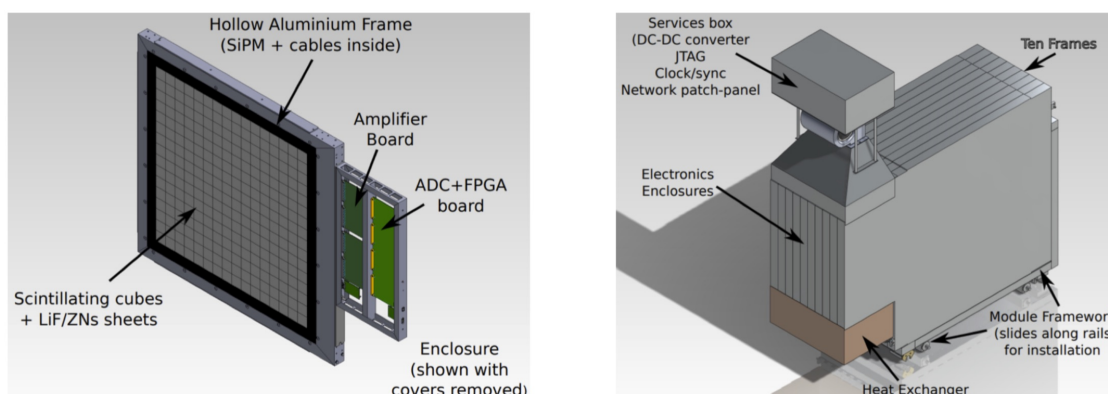 Hollow Aluminium Frame
(SiPM + cables inside)
Amplifier
Board
ADC+FPGA
board
Scintillating cubes
+ LiF/ZNs sheets
Enclosure
(shown with
covers removed)
Services box
(DC-DC converter
JTAG
Clock/sync
Network patch-panel
Ten Frames
Electronics
Enclosures
Module Framework
(slides along rails
for installation
Heat Exchanger